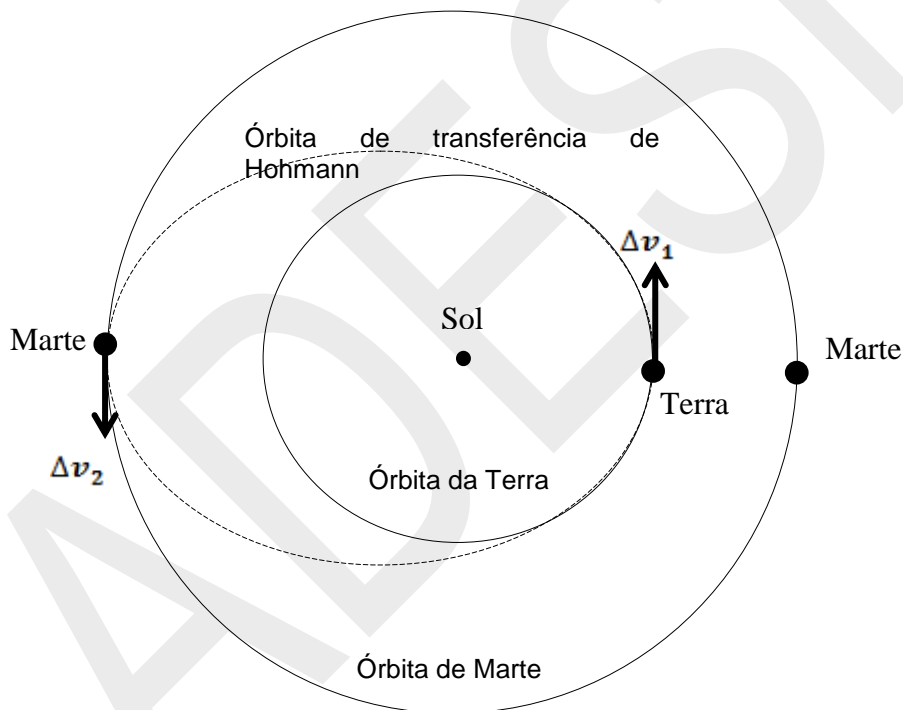 Órbita de transferência de
Hohmann
Δv₁
Sol
Marte
Marte
Terra
Δv₂
Órbita da Terra
Órbita de Marte